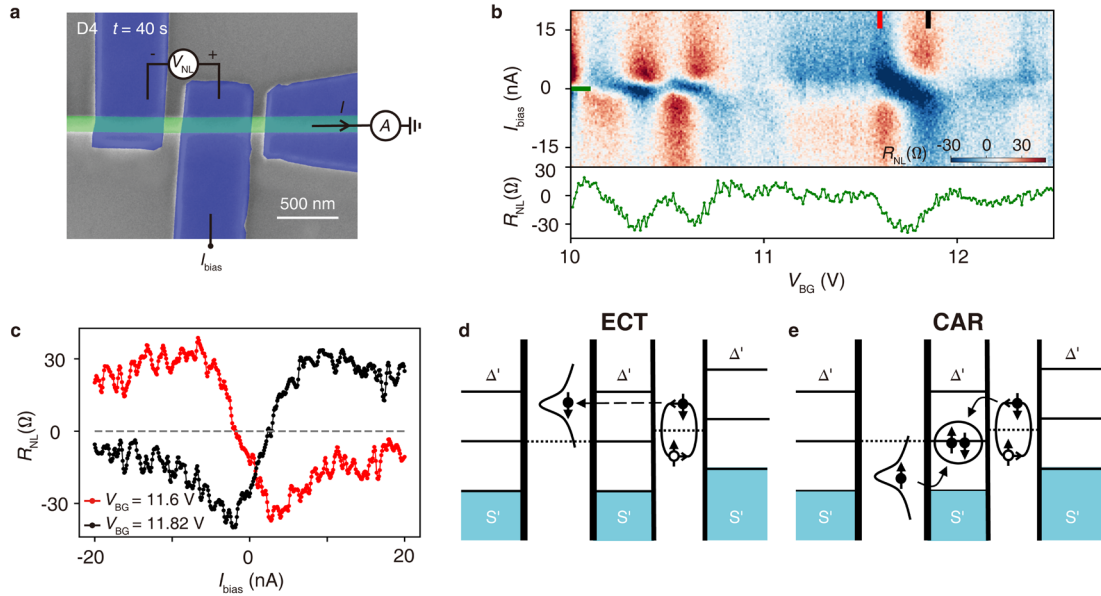 a
D4 t = 40 s
- V_NL +
I
A
500 nm
I_bias
b
I_bias (nA)
15
0
-15
R_NL(Ω)
-30 0 30
R_NL(Ω)
30
0
-30
10 11 12
V_BG (V)
c
R_NL(Ω)
30
0
-30
V_BG = 11.6 V
V_BG = 11.82 V
-20 0 20
I_bias (nA)
d ECT
Δ' Δ' Δ'
S' S' S'
e CAR
Δ' Δ' Δ'
S' S' S'